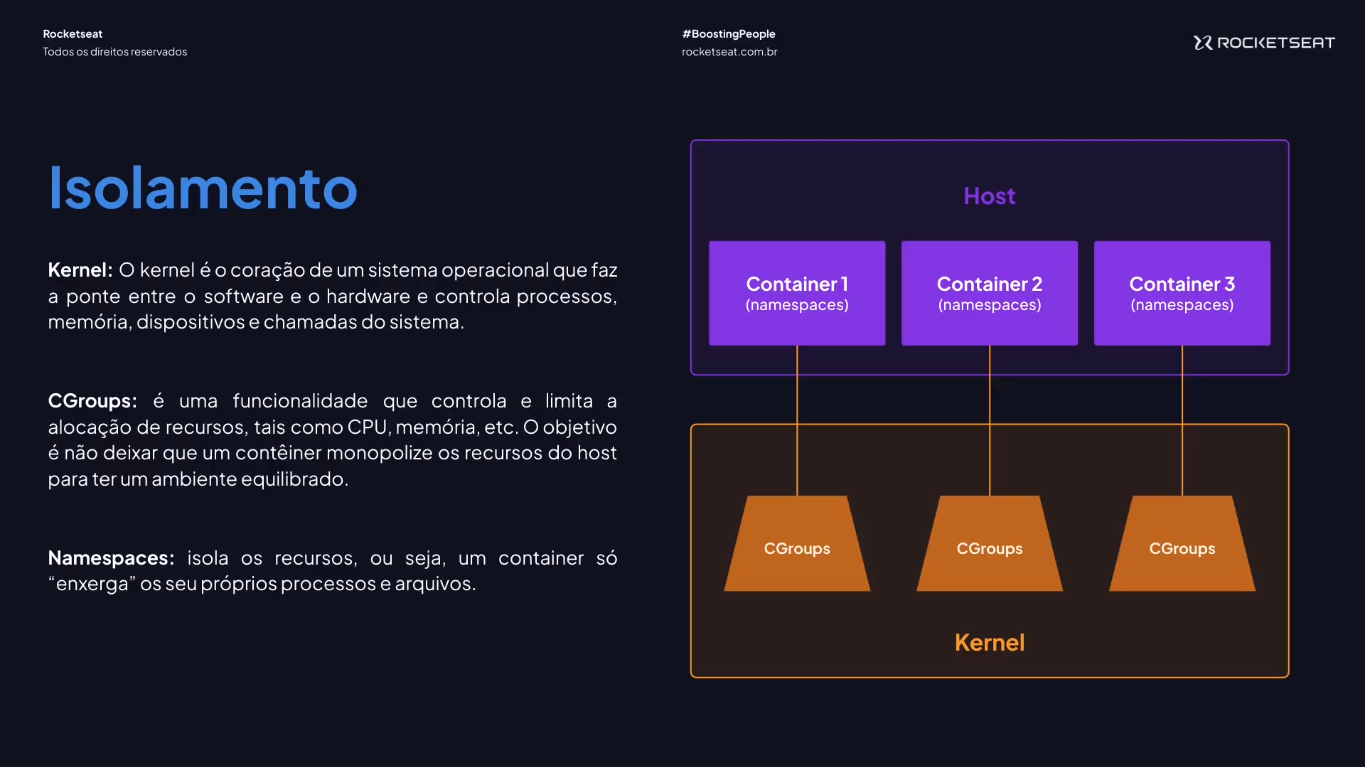 Rocketseat
Todos os direitos reservados
#BoostingPeople
rocketseat.com.br
ROCKETSEAT
Isolamento
Kernel: O kernel é o coração de um sistema operacional que faz
a ponte entre o software e o hardware e controla processos,
memória, dispositivos e chamadas do sistema.
CGroups: é uma funcionalidade que controla e limita a
alocação de recursos, tais como CPU, memória, etc. O objetivo
é não deixar que um contêiner monopolize os recursos do host
para ter um ambiente equilibrado.
Namespaces: isola os recursos, ou seja, um container só
“enxerga” os seu próprios processos e arquivos.
Host
Container 1
(namespaces)
Container 2
(namespaces)
Container 3
(namespaces)
CGroups
CGroups
CGroups
Kernel